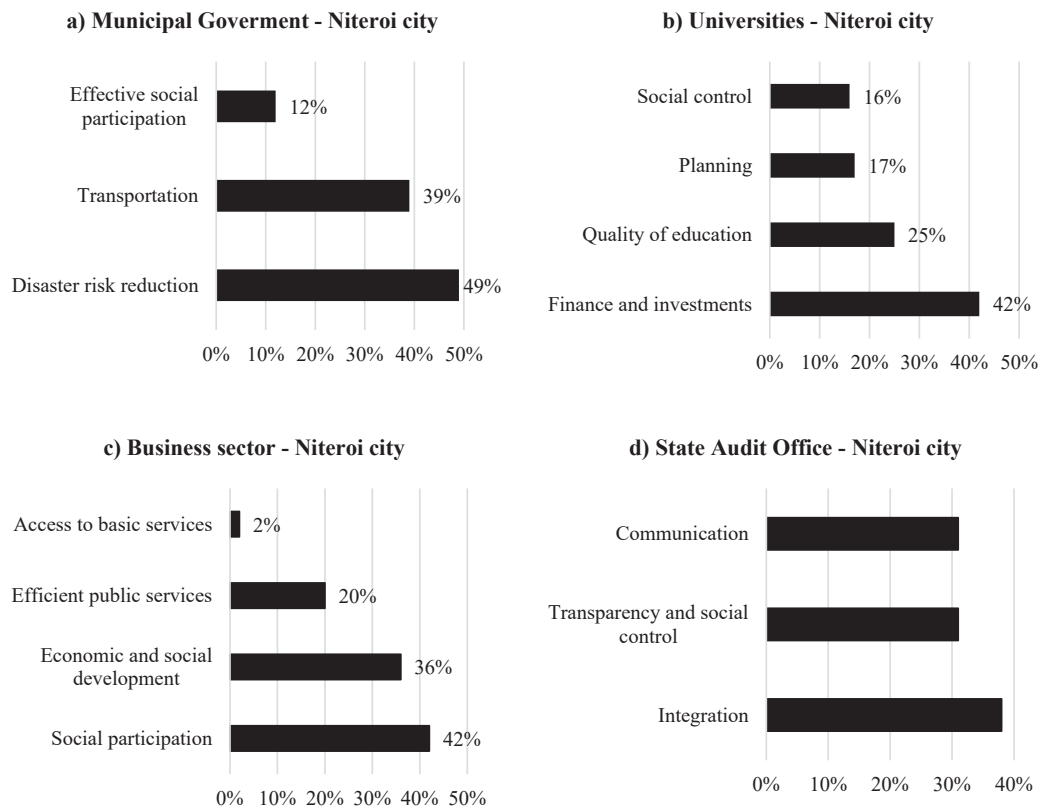 a) Municipal Goverment - Niteroi city
Effective social
participation
12%
Transportation
39%
Disaster risk reduction
49%
0% 10% 20% 30% 40% 50%
b) Universities - Niteroi city
Social control
16%
Planning
17%
Quality of education
25%
Finance and investments
42%
0% 10% 20% 30% 40% 50%
c) Business sector - Niteroi city
Access to basic services
2%
Efficient public services
20%
Economic and social
development
36%
Social participation
42%
0% 10% 20% 30% 40% 50%
d) State Audit Office - Niteroi city
Communication
Transparency and social
control
Integration
0% 10% 20% 30% 40%